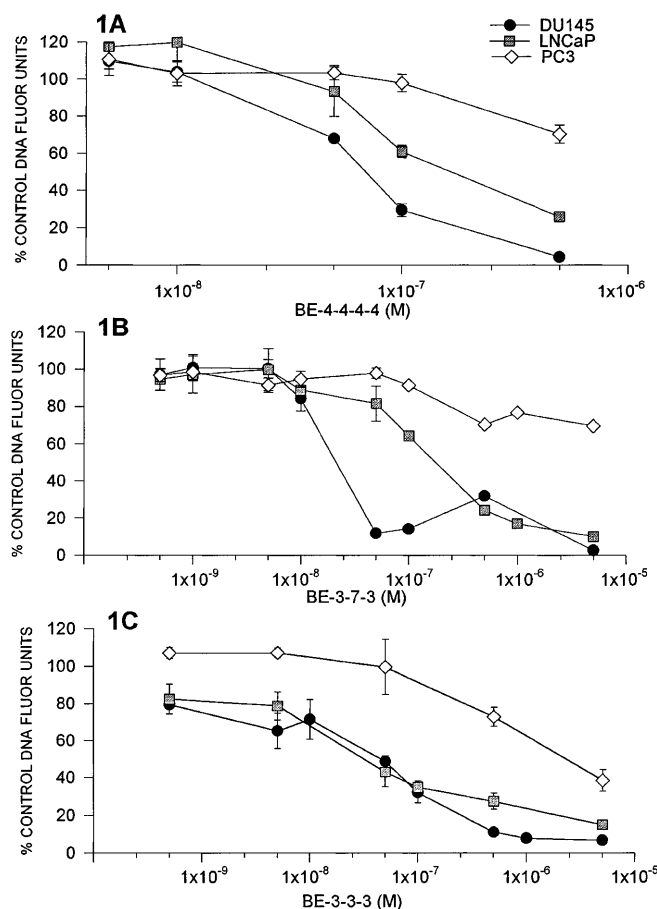 1A
DU145
LNCaP
PC3
120
100
80
60
40
20
0
% CONTROL DNA FLUOR UNITS
1x10-8
1x10-7
1x10-6
BE-4-4-4-4 (M)
1B
120
100
80
60
40
20
0
% CONTROL DNA FLUOR UNITS
1x10-9
1x10-8
1x10-7
1x10-6
1x10-5
BE-3-7-3 (M)
1C
120
100
80
60
40
20
0
% CONTROL DNA FLUOR UNITS
1x10-9
1x10-8
1x10-7
1x10-6
1x10-5
BE-3-3-3 (M)